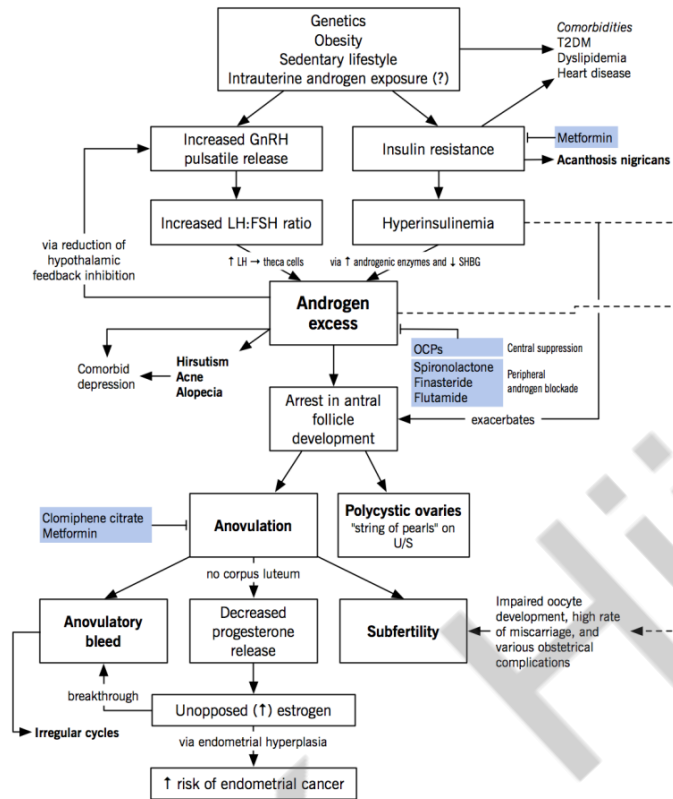 Genetics
Obesity
Sedentary lifestyle
Intrauterine androgen exposure (?)
Comorbidities
T2DM
Dyslipidemia
Heart disease
Increased GnRH
pulsatile release
Insulin resistance
Metformin
Acanthosis nigricans
Increased LH:FSH ratio
Hyperinsulinemia
via reduction of
hypothalamic
feedback inhibition
↑ LH → theca cells
via ↑ androgenic enzymes and ↓ SHBG
Androgen
excess
OCPs
Central suppression
Spironolactone
Finasteride
Flutamide
Peripheral
androgen blockade
Hirsutism
Acne
Alopecia
Comorbid
depression
Arrest in antral
follicle
development
exacerbates
Clomiphene citrate
Metformin
Anovulation
Polycystic ovaries
"string of pearls" on
U/S
no corpus luteum
Anovulatory
bleed
Decreased
progesterone
release
Subfertility
Impaired oocyte
development, high rate
of miscarriage, and
various obstetrical
complications
breakthrough
Unopposed (↑) estrogen
Irregular cycles
via endometrial hyperplasia
↑ risk of endometrial cancer